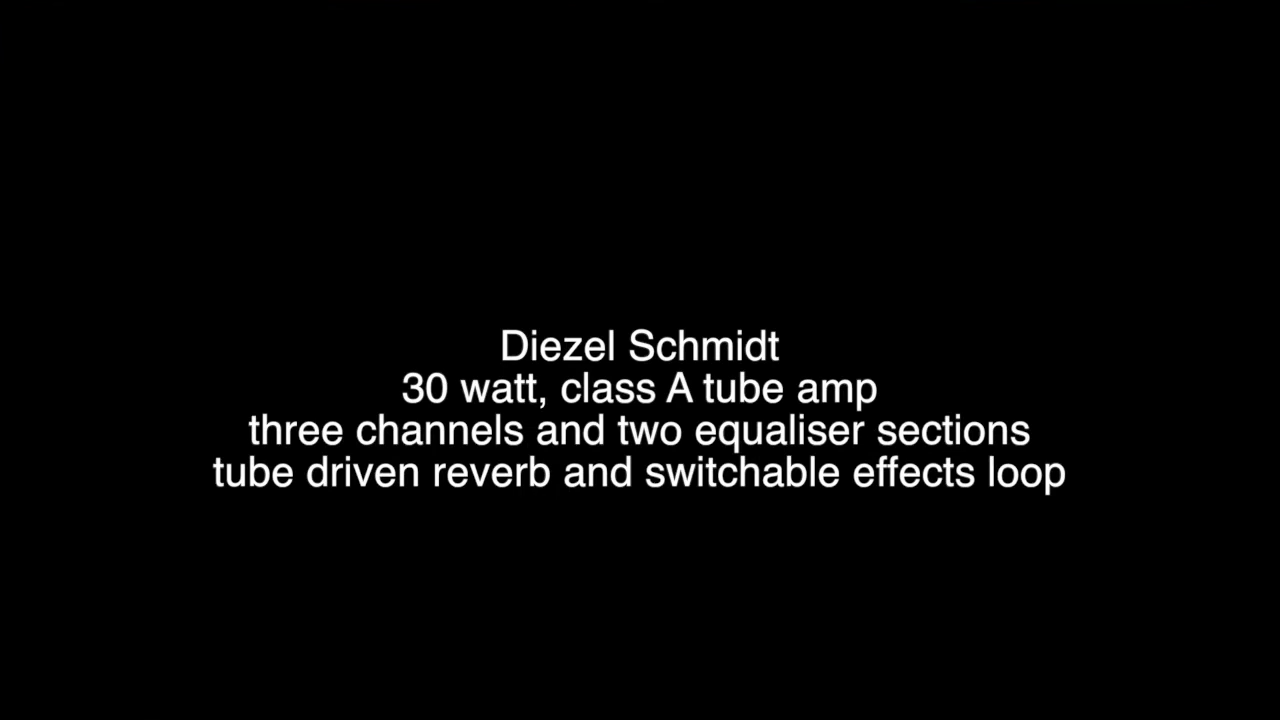 Diezel Schmidt
30 watt, class A tube amp
three channels and two equaliser sections
tube driven reverb and switchable effects loop